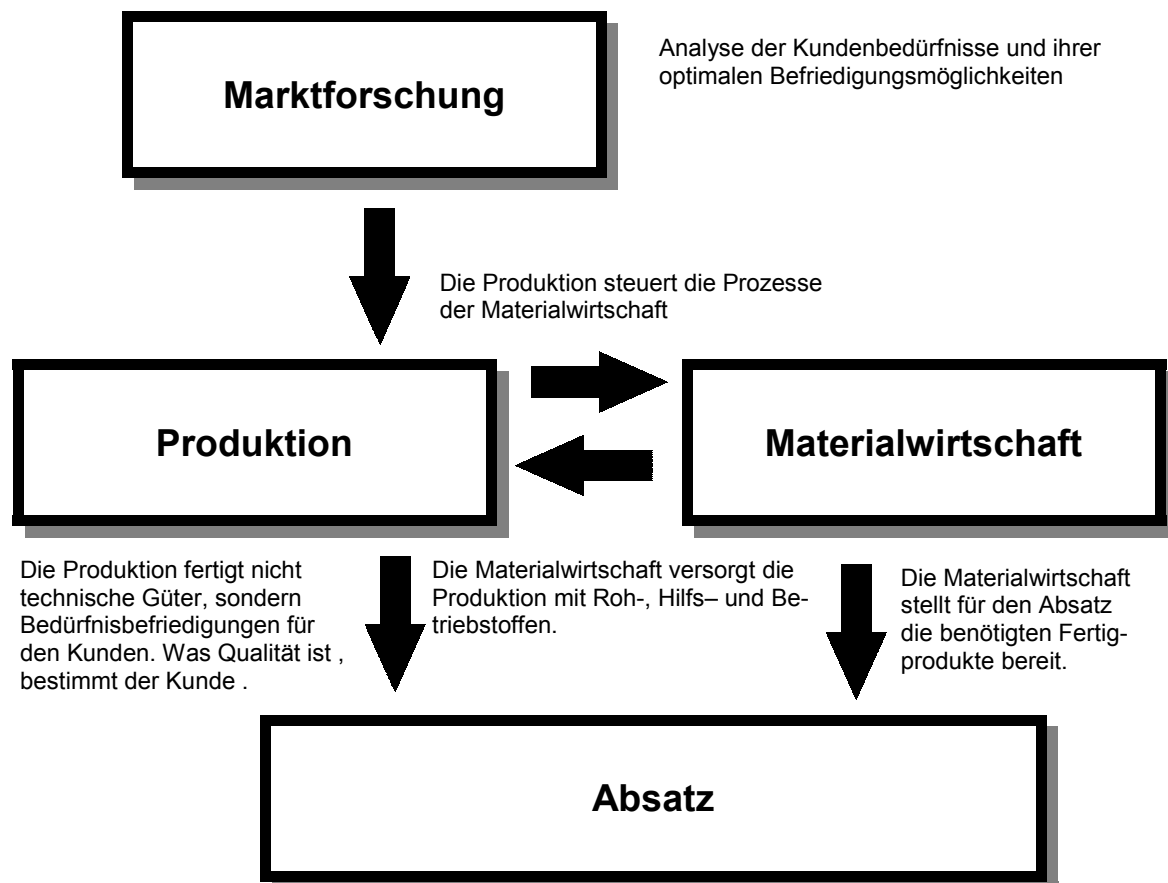 Marktforschung
Analyse der Kundenbedürfnisse und ihrer
optimalen Befriedigungsmöglichkeiten
Die Produktion steuert die Prozesse
der Materialwirtschaft
Produktion
Materialwirtschaft
Die Produktion fertigt nicht
technische Güter, sondern
Bedürfnisbefriedigungen für
den Kunden. Was Qualität ist ,
bestimmt der Kunde .
Die Materialwirtschaft versorgt die
Produktion mit Roh-, Hilfs– und Be-
triebstoffen.
Die Materialwirtschaft
stellt für den Absatz
die benötigten Fertig-
produkte bereit.
Absatz